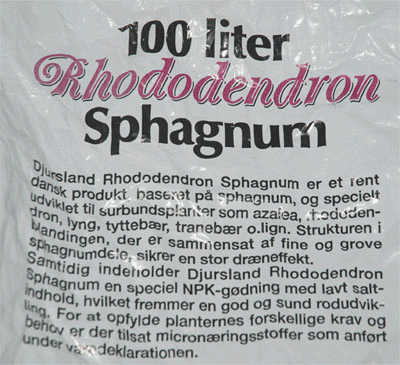 100 liter
Rhododendron
Sphagnum
Djursland Rhododendron Sphagnum er et rent
dansk produkt, baseret på sphagnum, og specielt
udviklet til surbundsplanter som azalea, rhododen-
dron, lyng, tyttebær, tranebær o.lign. Strukturen i
blandingen, der er sammensat af fine og grove
sphagnumdele, sikrer en stor dræneffekt.
Samtidig indeholder Djursland Rhododendron
Sphagnum en speciel NPK-gødning med lavt salt-
indhold, hvilket fremmer en god og sund rodudvik-
ling. For at opfylde planternes forskellige krav og
behov er der tilsat micronæringsstoffer som anført
under varedeklarationen.